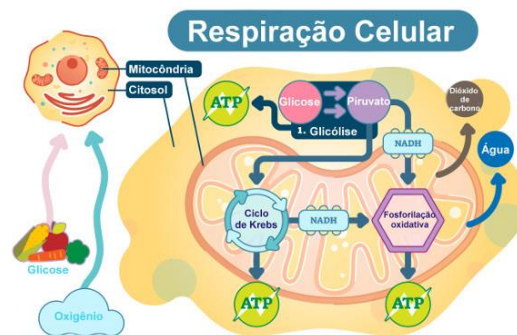 Respiração Celular
Mitocôndria
Citosol
ATP
Glicose
Piruvato
1. Glicólise
Dióxido
de
carbono
NADH
Água
Ciclo
de Krebs
NADH
Fosforilação
oxidativa
Glicose
Oxigênio
ATP
ATP